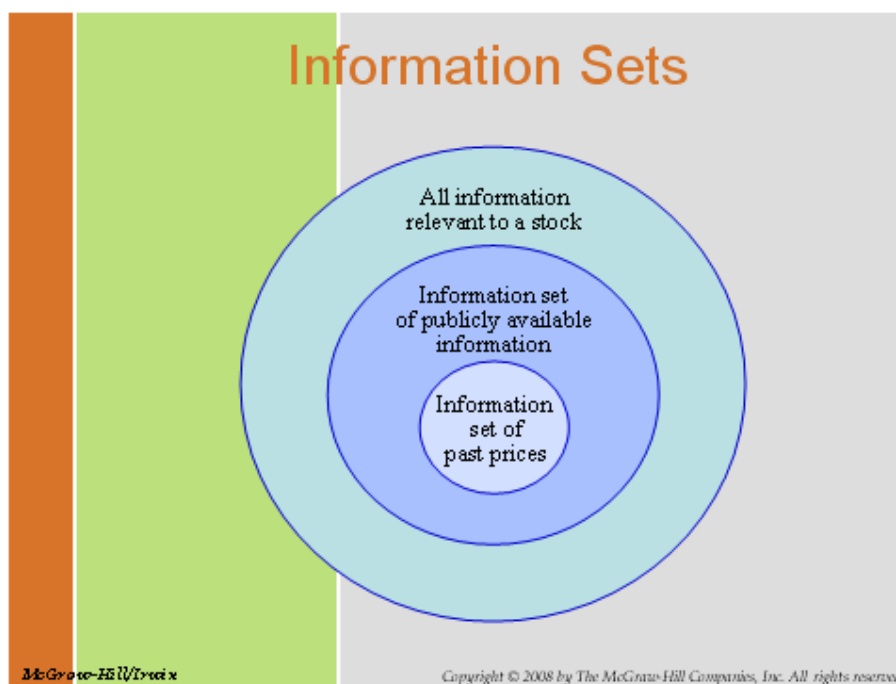 Information Sets
All information
relevant to a stock
Information set
of publicly available
information
Information
set of
past prices
McGraw-Hill/Irwin
Copyright © 2008 by The McGraw-Hill Companies, Inc. All rights reserve